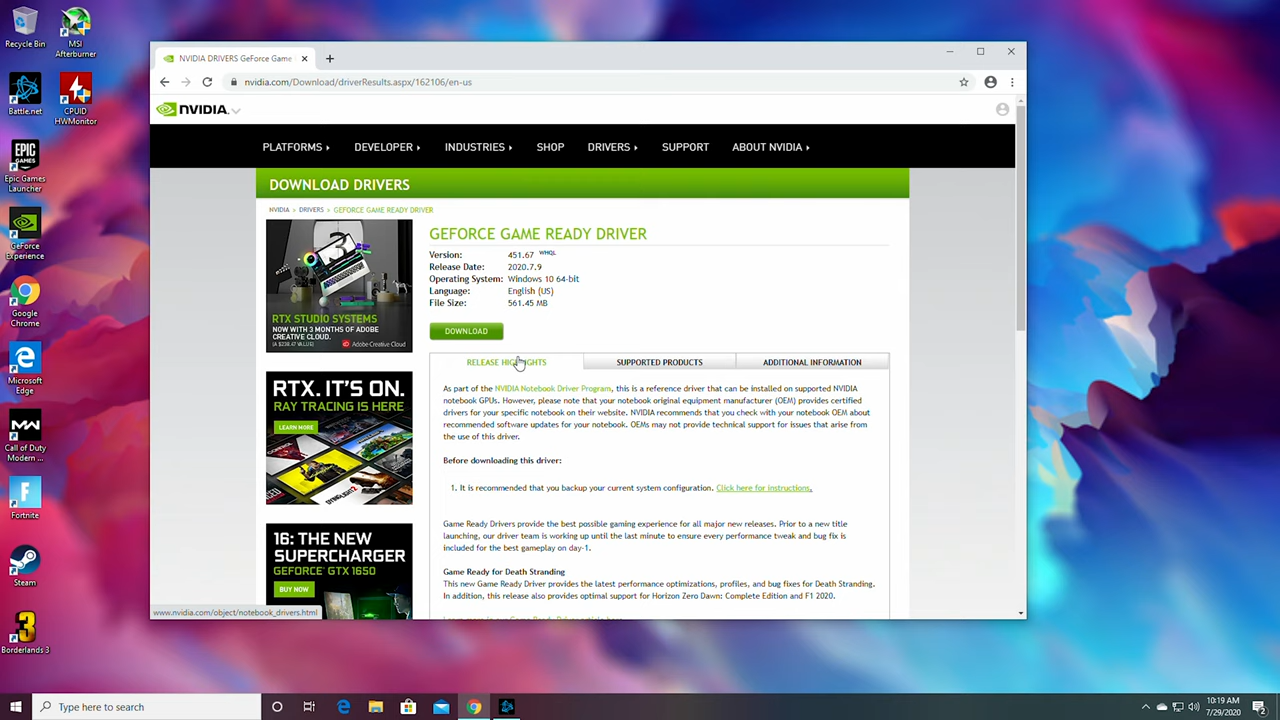 Recycle Bin
MSI
Afterburner
Battle.net
CPUID
HWMonitor
EPIC
GAMES
Epic Games
Launcher
GeForce
Experience
Google
Chrome
Microsoft
Edge
Call of Duty
Modern ...
Fortnite
Steam
3
Borderlands 3
NVIDIA DRIVERS GeForce Game
nvidia.com/Download/driverResults.aspx/162106/en-us
NVIDIA.
PLATFORMS DEVELOPER INDUSTRIES SHOP DRIVERS SUPPORT ABOUT NVIDIA
DOWNLOAD DRIVERS
NVIDIA > DRIVERS > GEFORCE GAME READY DRIVER
RTX STUDIO SYSTEMS
NOW WITH 3 MONTHS OF ADOBE
CREATIVE CLOUD.
(A $238.47 VALUE) Adobe Creative Cloud
RTX. IT'S ON.
RAY TRACING IS HERE
LEARN MORE
CONTROL
16: THE NEW
SUPERCHARGER
GEFORCE® GTX 1650
BUY NOW
GEFORCE GAME READY DRIVER
Version: 451.67 WHQL
Release Date: 2020.7.9
Operating System: Windows 10 64-bit
Language: English (US)
File Size: 561.45 MB
DOWNLOAD
RELEASE HIGHLIGHTS SUPPORTED PRODUCTS ADDITIONAL INFORMATION
As part of the NVIDIA Notebook Driver Program, this is a reference driver that can be installed on supported NVIDIA
notebook GPUs. However, please note that your notebook original equipment manufacturer (OEM) provides certified
drivers for your specific notebook on their website. NVIDIA recommends that you check with your notebook OEM about
recommended software updates for your notebook. OEMs may not provide technical support for issues that arise from
the use of this driver.
Before downloading this driver:
1. It is recommended that you backup your current system configuration. Click here for instructions.
Game Ready Drivers provide the best possible gaming experience for all major new releases. Prior to a new title
launching, our driver team is working up until the last minute to ensure every performance tweak and bug fix is
included for the best gameplay on day-1.
Game Ready for Death Stranding
This new Game Ready Driver provides the latest performance optimizations, profiles, and bug fixes for Death Stranding.
In addition, this release also provides optimal support for Horizon Zero Dawn: Complete Edition and F1 2020.
www.nvidia.com/object/notebook_drivers.html
Type here to search
10:19 AM
7/29/2020
2